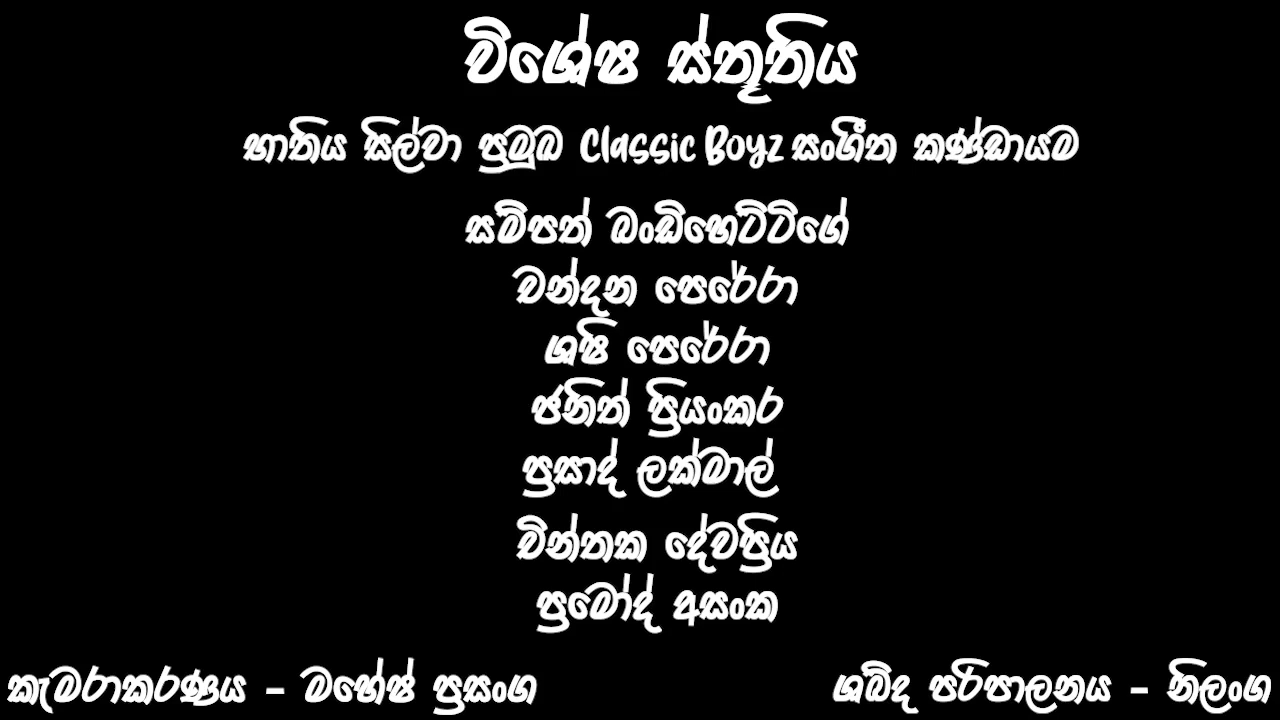 විශේෂ ස්තූතිය
භාතිය සිල්වා ප්‍රමුඛ Classic Boyz සංගීත කණ්ඩායම
සම්පත් බංඩිහෙට්ටිගේ
චන්දන පෙරේරා
ශෂි පෙරේරා
ජනිත් ප්‍රියංකර
ප්‍රසාද් ලක්මාල්
චින්තක දේවප්‍රිය
ප්‍රමෝද් අසංක
කැමරාකරණය - මහේෂ් ප්‍රසංග
ශබ්ද පරිපාලනය - නිලංග